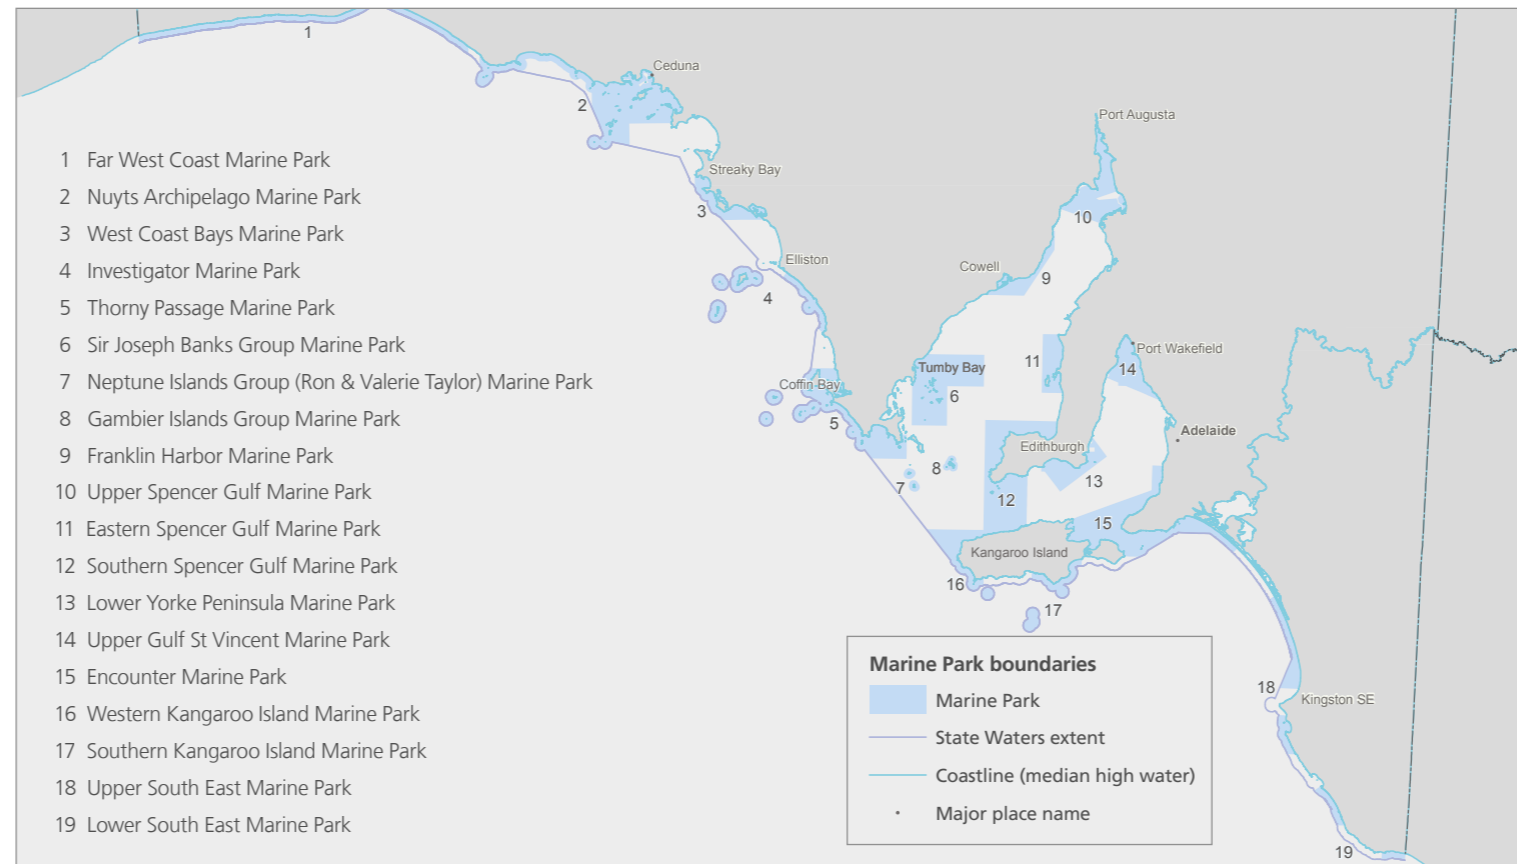 1
Ceduna
2
Port Augusta
1 Far West Coast Marine Park
2 Nuyts Archipelago Marine Park
3 West Coast Bays Marine Park
4 Investigator Marine Park
5 Thorny Passage Marine Park
6 Sir Joseph Banks Group Marine Park
7 Neptune Islands Group (Ron & Valerie Taylor) Marine Park
8 Gambier Islands Group Marine Park
9 Franklin Harbor Marine Park
10 Upper Spencer Gulf Marine Park
11 Eastern Spencer Gulf Marine Park
12 Southern Spencer Gulf Marine Park
13 Lower Yorke Peninsula Marine Park
14 Upper Gulf St Vincent Marine Park
15 Encounter Marine Park
16 Western Kangaroo Island Marine Park
17 Southern Kangaroo Island Marine Park
18 Upper South East Marine Park
19 Lower South East Marine Park
Streaky Bay
3
10
Elliston
Cowell
9
4
Port Wakefield
11
Tumby Bay
14
Coffin Bay
6
5
Adelaide
Edithburgh
8
13
7
12
15
Kangaroo Island
16
17
18
Kingston SE
19
Marine Park boundaries
Marine Park
State Waters extent
Coastline (median high water)
Major place name